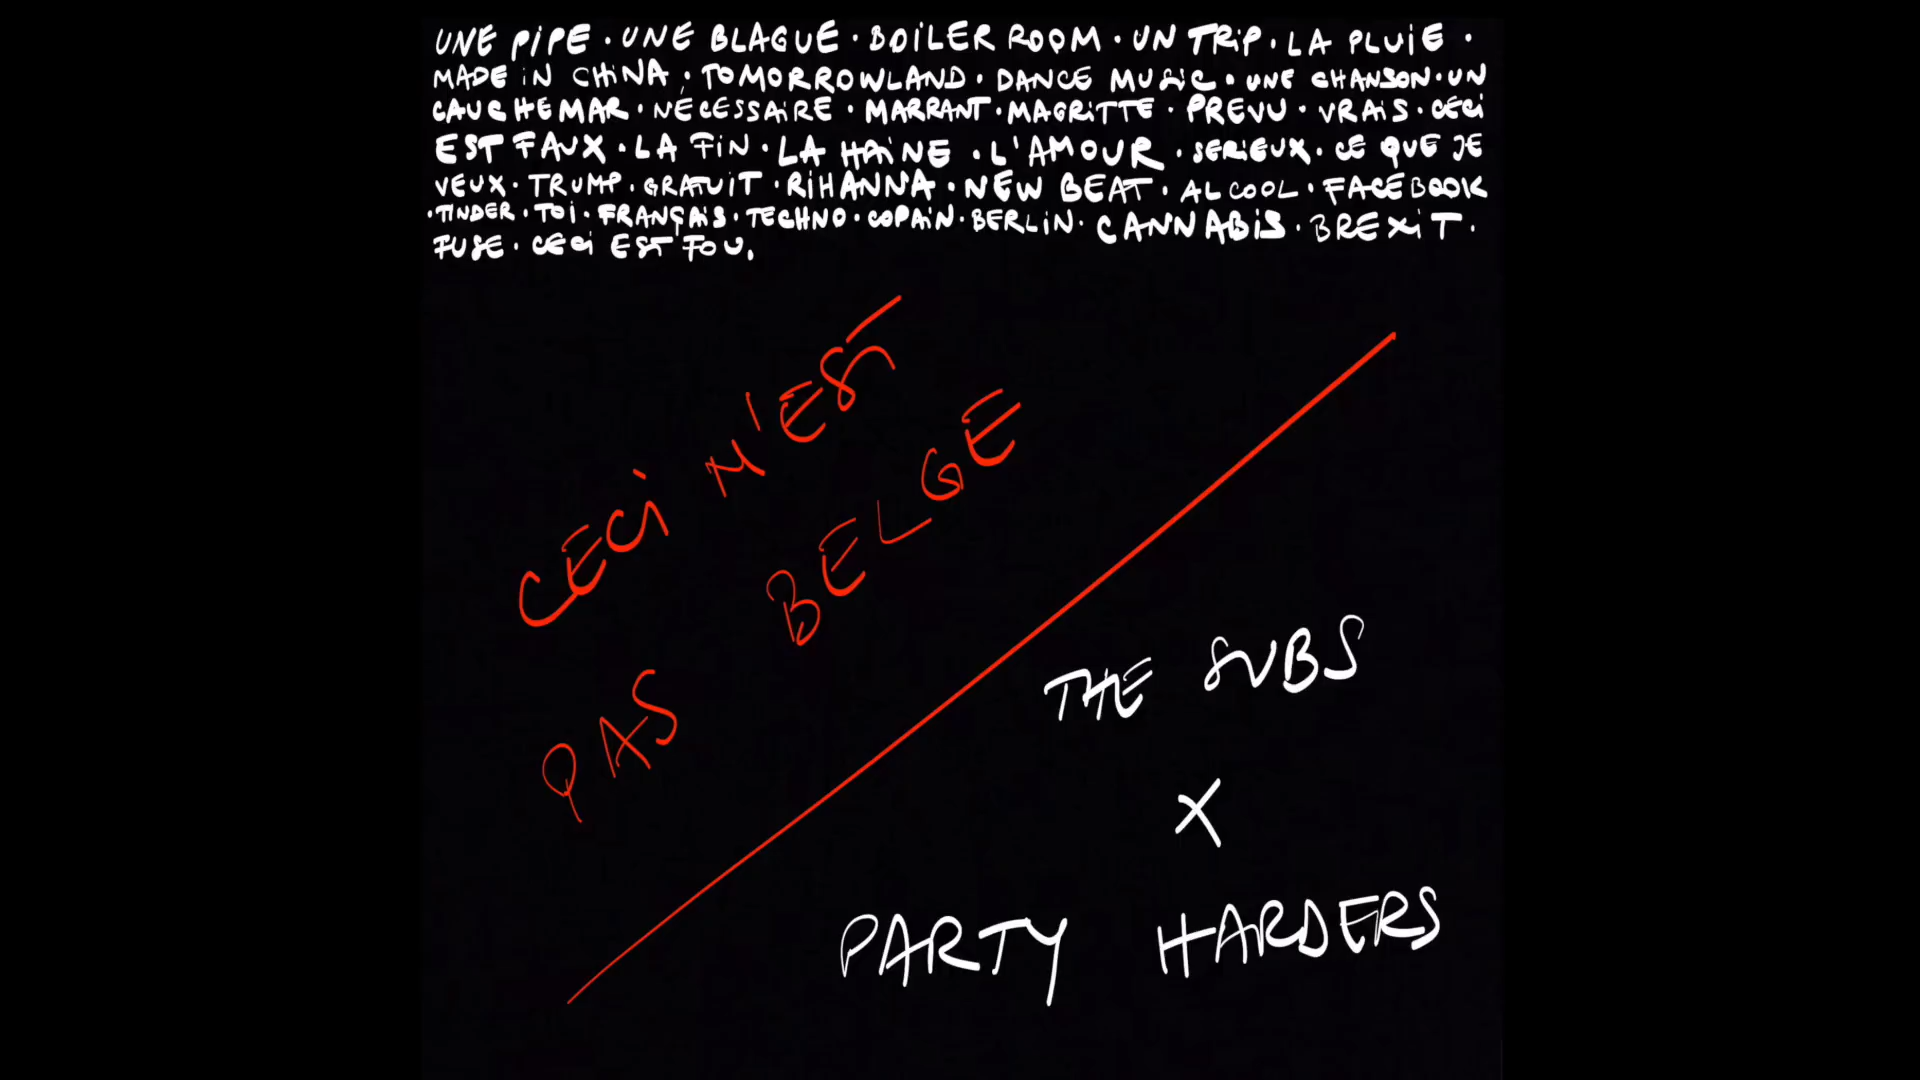 UNE PIPE · UNE BLAGUE · BOILER ROOM · UN TRIP · LA PLUIE ·
MADE IN CHINA · TOMORROWLAND · DANCE MUSIC · UNE CHANSON · UN
CAUCHEMAR · NÉCESSAIRE · MARRANT · MAGRITTE · PREVU · VRAIS · CECI
EST FAUX · LA FIN · LA HAINE · L'AMOUR · SERIEUX · CE QUE JE
VEUX · TRUMP · GRATUIT · RIHANNA · NEW BEAT · ALCOOL · FACEBOOK
· TINDER · TOI · FRANÇAIS · TECHNO · COPAIN · BERLIN · CANNABIS · BREXIT ·
FUSE · CECI EST FOU.
CECI N'EST
PAS BELGE
THE SUBS
X
PARTY HARDERS